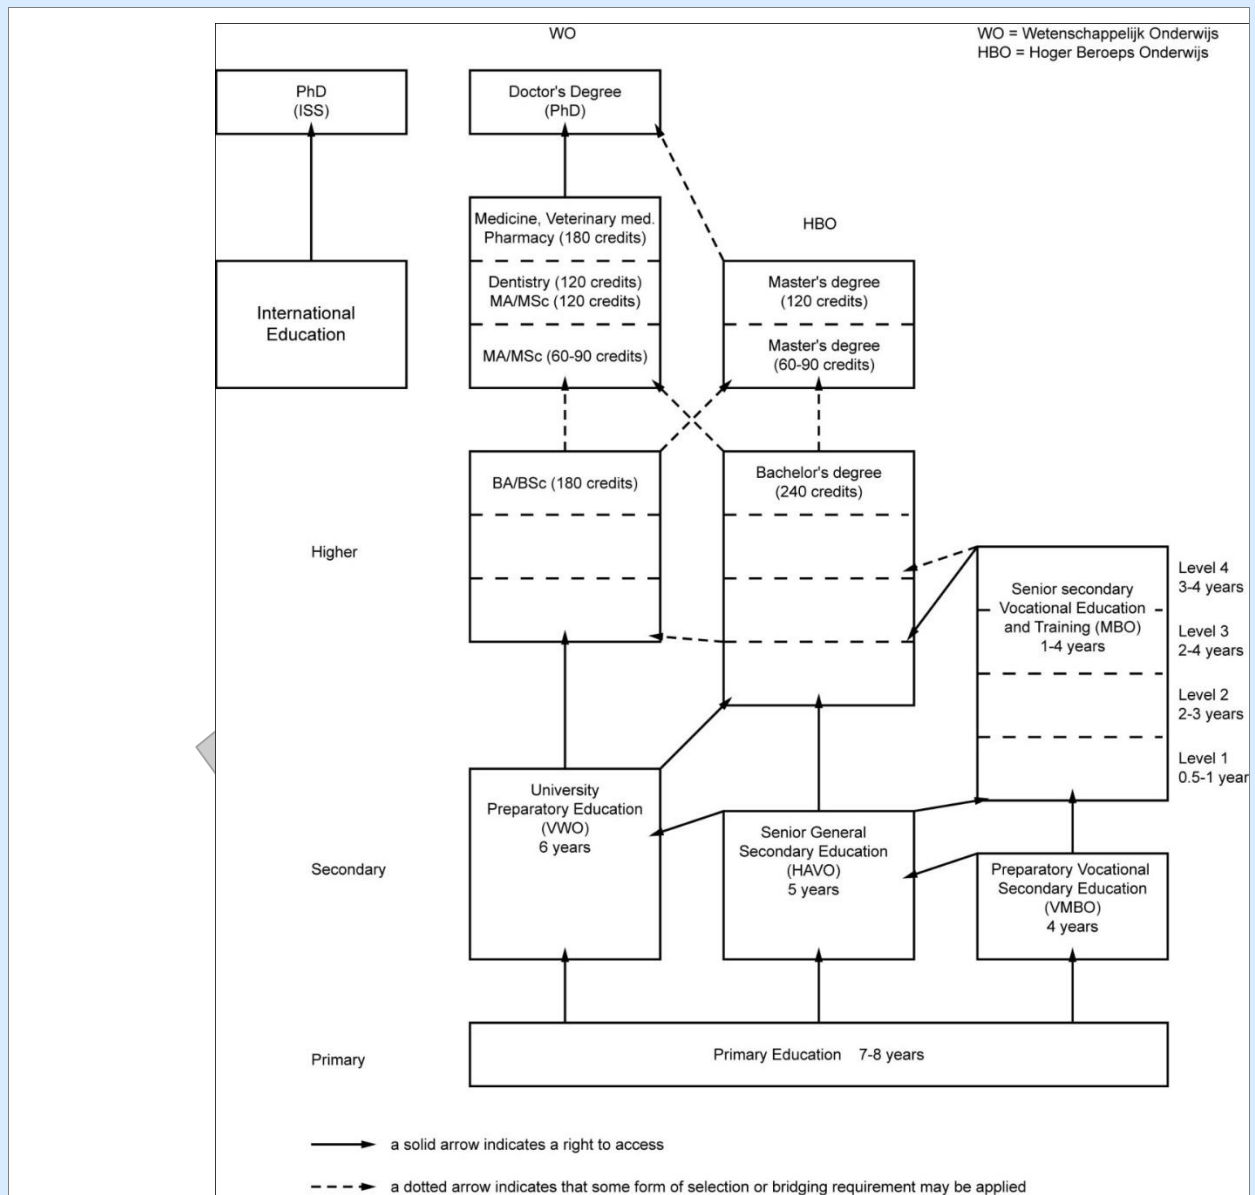 WO
WO = Wetenschappelijk Onderwijs
HBO = Hoger Beroeps Onderwijs
PhD
(ISS)
Doctor's Degree
(PhD)
Medicine, Veterinary med.
Pharmacy (180 credits)
HBO
International
Education
Dentistry (120 credits)
MA/MSc (120 credits)
Master's degree
(120 credits)
MA/MSc (60-90 credits)
Master's degree
(60-90 credits)
BA/BSc (180 credits)
Bachelor's degree
(240 credits)
Higher
Senior secondary
Vocational Education
and Training (MBO)
1-4 years
Level 4
3-4 years
Level 3
2-4 years
Level 2
2-3 years
Level 1
0.5-1 year
University
Preparatory Education
(VWO)
6 years
Secondary
Senior General
Secondary Education
(HAVO)
5 years
Preparatory Vocational
Secondary Education
(VMBO)
4 years
Primary
Primary Education 7-8 years
a solid arrow indicates a right to access
a dotted arrow indicates that some form of selection or bridging requirement may be applied